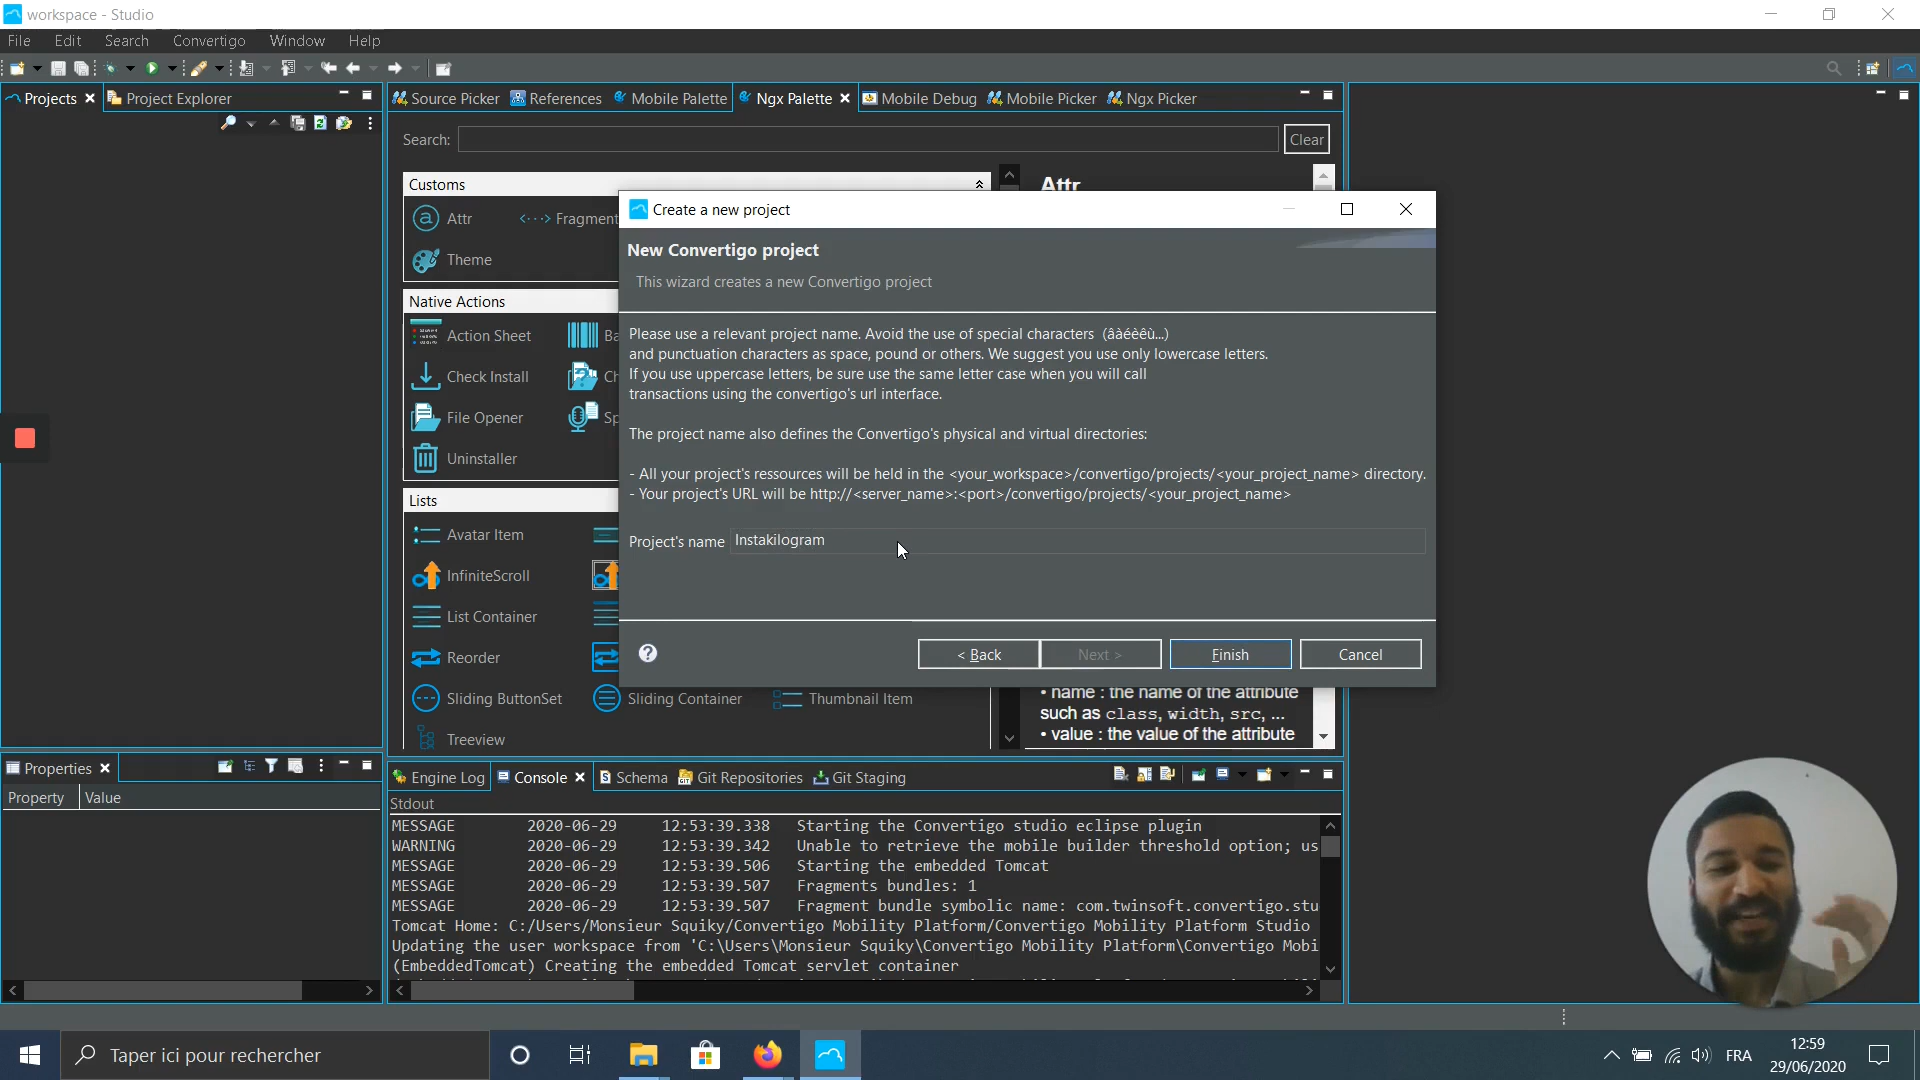 workspace - Studio
File Edit Search Convertigo Window Help
Projects Project Explorer
Source Picker References Mobile Palette Ngx Palette Mobile Debug Mobile Picker Ngx Picker
Search: Clear
Customs
Attr Fragment
Theme
Native Actions
Action Sheet Ba
Check Install Ch
File Opener Sp
Uninstaller
Lists
Avatar Item
InfiniteScroll
List Container
Reorder
Sliding ButtonSet Sliding Container Thumbnail Item
Treeview
Attr
• name : the name of the attribute
such as class, width, src, ...
• value : the value of the attribute
Create a new project
New Convertigo project
This wizard creates a new Convertigo project
Please use a relevant project name. Avoid the use of special characters (âàéèêù...)
and punctuation characters as space, pound or others. We suggest you use only lowercase letters.
If you use uppercase letters, be sure use the same letter case when you will call
transactions using the convertigo's url interface.
The project name also defines the Convertigo's physical and virtual directories:
- All your project's ressources will be held in the <your_workspace>/convertigo/projects/<your_project_name> directory.
- Your project's URL will be http://<server_name>:<port>/convertigo/projects/<your_project_name>
Project's name Instakilogram
< Back Next > Finish Cancel
Properties
Property Value
Engine Log Console Schema Git Repositories Git Staging
Stdout
MESSAGE 2020-06-29 12:53:39.338 Starting the Convertigo studio eclipse plugin
WARNING 2020-06-29 12:53:39.342 Unable to retrieve the mobile builder threshold option; us
MESSAGE 2020-06-29 12:53:39.506 Starting the embedded Tomcat
MESSAGE 2020-06-29 12:53:39.507 Fragments bundles: 1
MESSAGE 2020-06-29 12:53:39.507 Fragment bundle symbolic name: com.twinsoft.convertigo.stu
Tomcat Home: C:/Users/Monsieur Squiky/Convertigo Mobility Platform/Convertigo Mobility Platform Studio
Updating the user workspace from 'C:\Users\Monsieur Squiky\Convertigo Mobility Platform\Convertigo Mobi
(EmbeddedTomcat) Creating the embedded Tomcat servlet container
Taper ici pour rechercher
FRA
12:59
29/06/2020